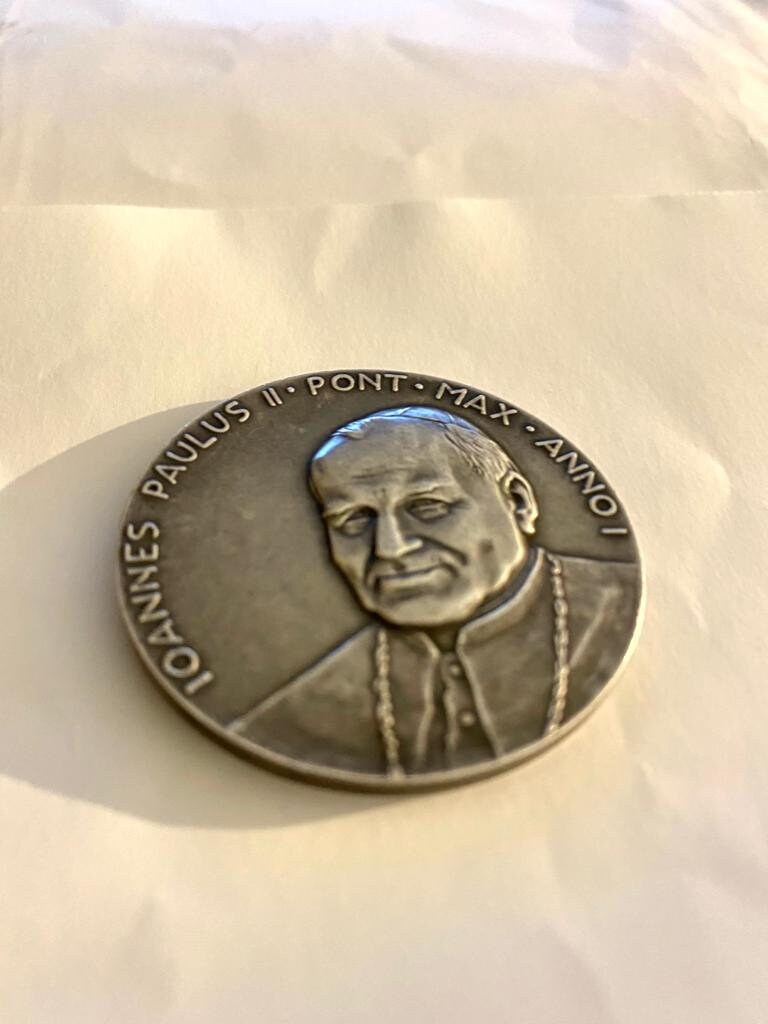 IOANNES PAULUS II · PONT · MAX · ANNO I